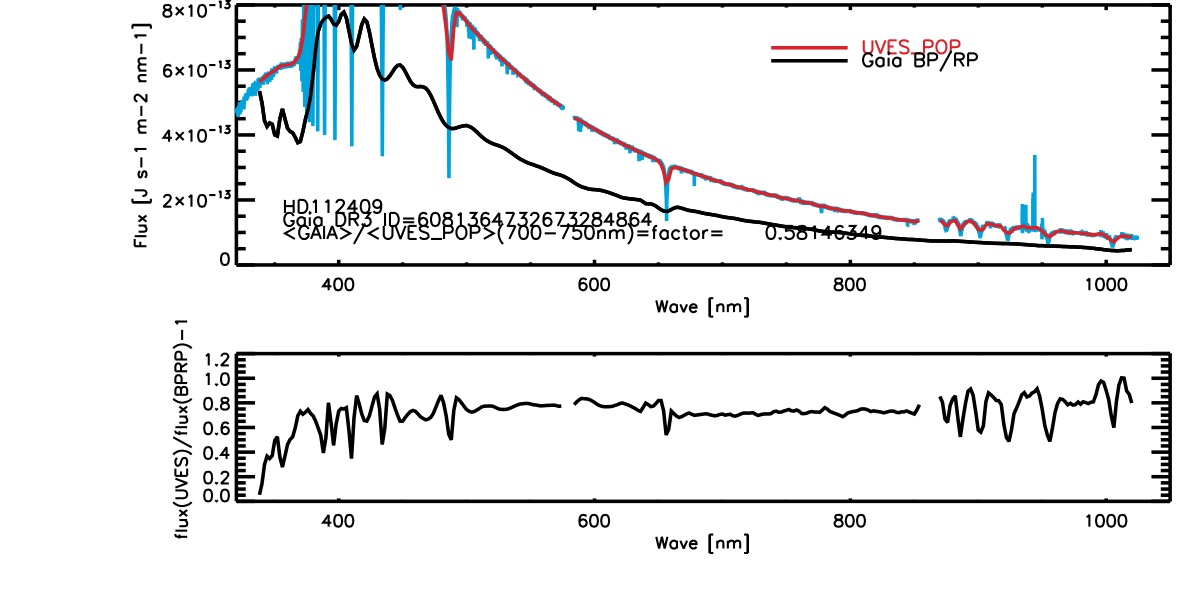 8×10−13
6×10−13
4×10−13
2×10−13
0
Flux [J s−1 m−2 nm−1]
UVES_POP
Gaia BP/RP
HD112409
Gaia DR3 ID=6081364732673284864
<GAIA>/<UVES_POP>(700−750nm)=factor= 0.58146349
400 600 800 1000
Wave [nm]
1.2
1.0
0.8
0.6
0.4
0.2
0.0
flux(UVES)/flux(BPRP)−1
400 600 800 1000
Wave [nm]